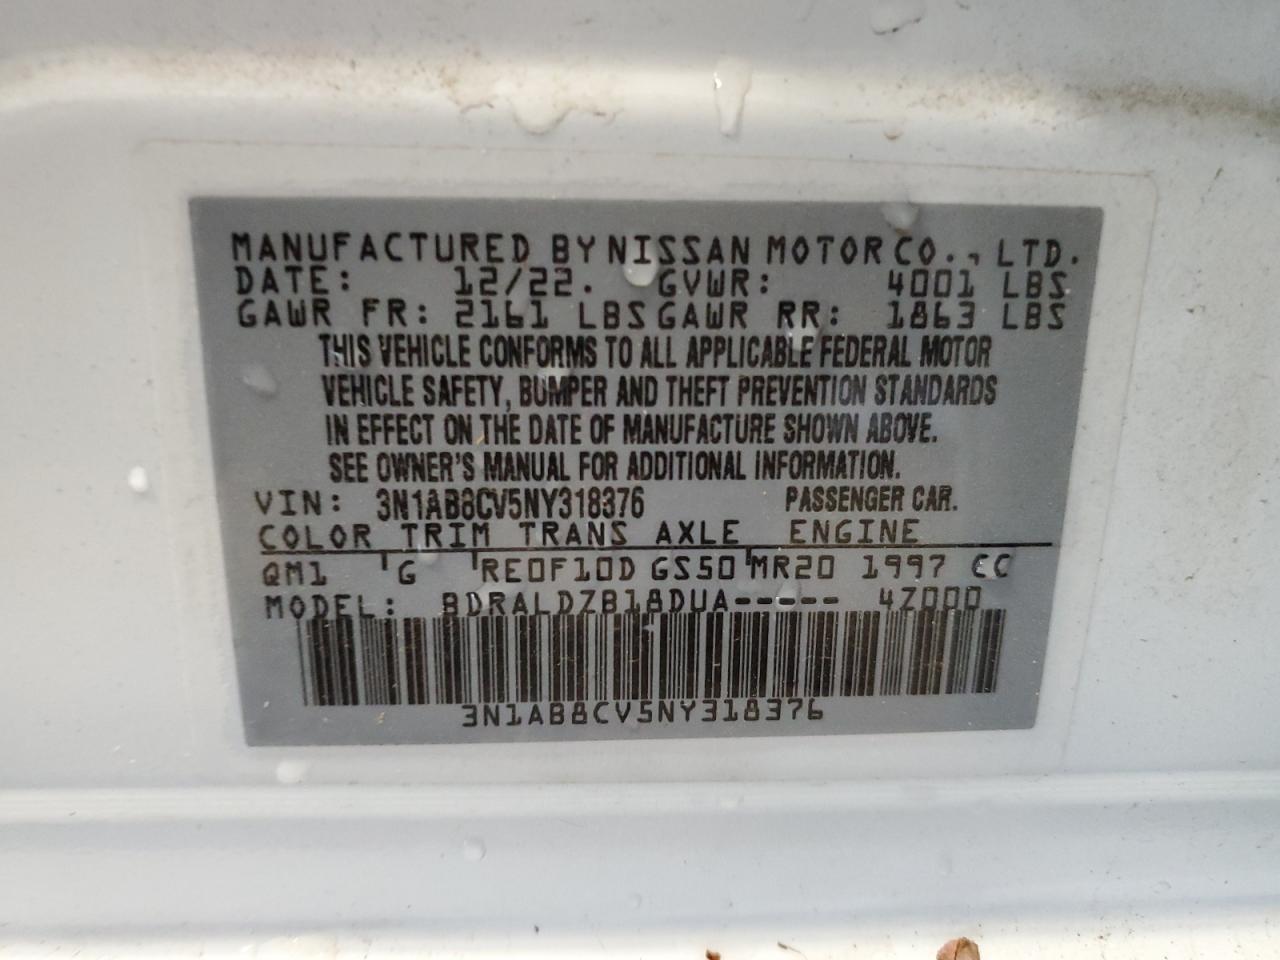 MANUFACTURED BY NISSAN MOTOR CO., LTD.
DATE: 12/22. GVWR: 4001 LBS
GAWR FR: 2161 LBS GAWR RR: 1863 LBS
THIS VEHICLE CONFORMS TO ALL APPLICABLE FEDERAL MOTOR
VEHICLE SAFETY, BUMPER AND THEFT PREVENTION STANDARDS
IN EFFECT ON THE DATE OF MANUFACTURE SHOWN ABOVE.
SEE OWNER'S MANUAL FOR ADDITIONAL INFORMATION.
VIN: 3N1AB8CV5NY318376 PASSENGER CAR.
COLOR TRIM TRANS AXLE ENGINE
QM1 G RE0F10D GS50 MR20 1997 CC
MODEL: BDRALDZB18DUA----- 4Z000
3N1AB8CV5NY318376